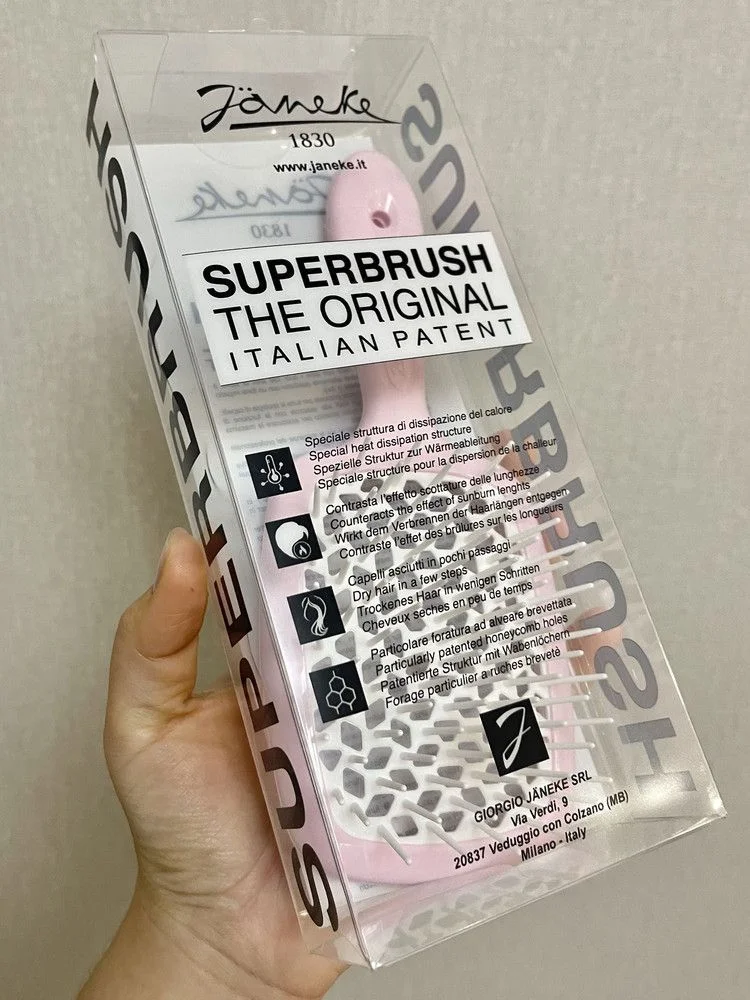 Jäneke
1830
www.janeke.it
SUPERBRUSH
THE ORIGINAL
ITALIAN PATENT
Speciale struttura di dissipazione del calore
Special heat dissipation structure
Spezielle Struktur zur Wärmeableitung
Speciale structure pour la dispersion de la chaleur
Contrasta l'effetto scottature delle lunghezze
Counteracts the effect of sunburn lenghts
Wirkt dem Verbrennen der Haarlängen entgegen
Contraste l'effet des brûlures sur les longueurs
Capelli asciutti in pochi passaggi
Dry hair in a few steps
Trockenes Haar in wenigen Schritten
Cheveux seches en peu de temps
Particolare foratura ad alveare brevettata
Particularly patented honeycomb holes
Patentierte Struktur mit Wabenlöchern
Forage particulier a ruches brevetè
J
GIORGIO JÄNEKE SRL
Via Verdi, 9
20837 Veduggio con Colzano (MB)
Milano - Italy
SUPERBRUSH
SUPERBRUSH
Jäneke
1830